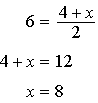 6 = (4 + x)/2
4 + x = 12
x = 8